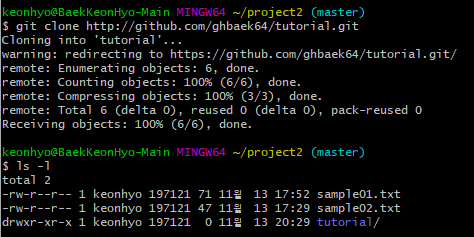 keonhyo@BaekKeonHyo-Main MINGW64 ~/project2 (master)
$ git clone http://github.com/ghbaek64/tutorial.git
Cloning into 'tutorial'...
warning: redirecting to https://github.com/ghbaek64/tutorial.git/
remote: Enumerating objects: 6, done.
remote: Counting objects: 100% (6/6), done.
remote: Compressing objects: 100% (3/3), done.
remote: Total 6 (delta 0), reused 0 (delta 0), pack-reused 0
Receiving objects: 100% (6/6), done.
keonhyo@BaekKeonHyo-Main MINGW64 ~/project2 (master)
$ ls -l
total 2
-rw-r--r-- 1 keonhyo 197121 71 11월 13 17:52 sample01.txt
-rw-r--r-- 1 keonhyo 197121 47 11월 13 17:29 sample02.txt
drwxr-xr-x 1 keonhyo 197121 0 11월 13 20:29 tutorial/